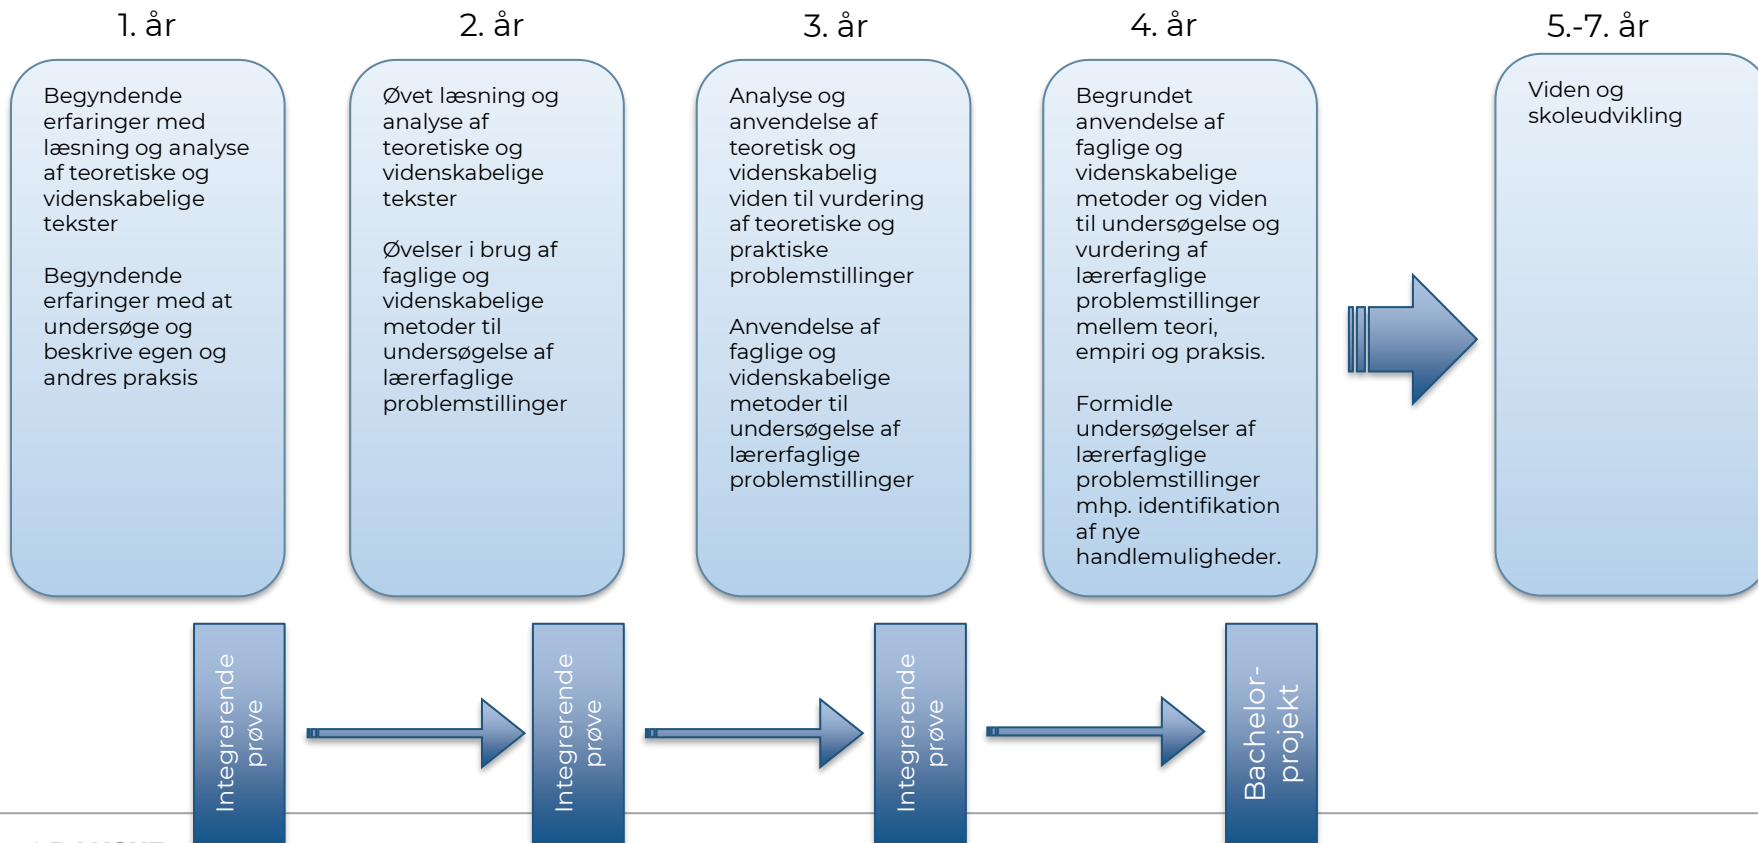 1. år
Begyndende
erfaringer med
læsning og analyse
af teoretiske og
videnskabelige
tekster
Begyndende
erfaringer med at
undersøge og
beskrive egen og
andres praksis
2. år
Øvet læsning og
analyse af
teoretiske og
videnskabelige
tekster
Øvelser i brug af
faglige og
videnskabelige
metoder til
undersøgelse af
lærerfaglige
problemstillinger
3. år
Analyse og
anvendelse af
teoretisk og
videnskabelig
viden til vurdering
af teoretiske og
praktiske
problemstillinger
Anvendelse af
faglige og
videnskabelige
metoder til
undersøgelse af
lærerfaglige
problemstillinger
4. år
Begrundet
anvendelse af
faglige og
videnskabelige
metoder og viden
til undersøgelse og
vurdering af
lærerfaglige
problemstillinger
mellem teori,
empiri og praksis.
Formidle
undersøgelser af
lærerfaglige
problemstillinger
mhp. identifikation
af nye
handlemuligheder.
5.-7. år
Viden og
skoleudvikling
Integrerende
prøve
Integrerende
prøve
Integrerende
prøve
Bachelor-
projekt